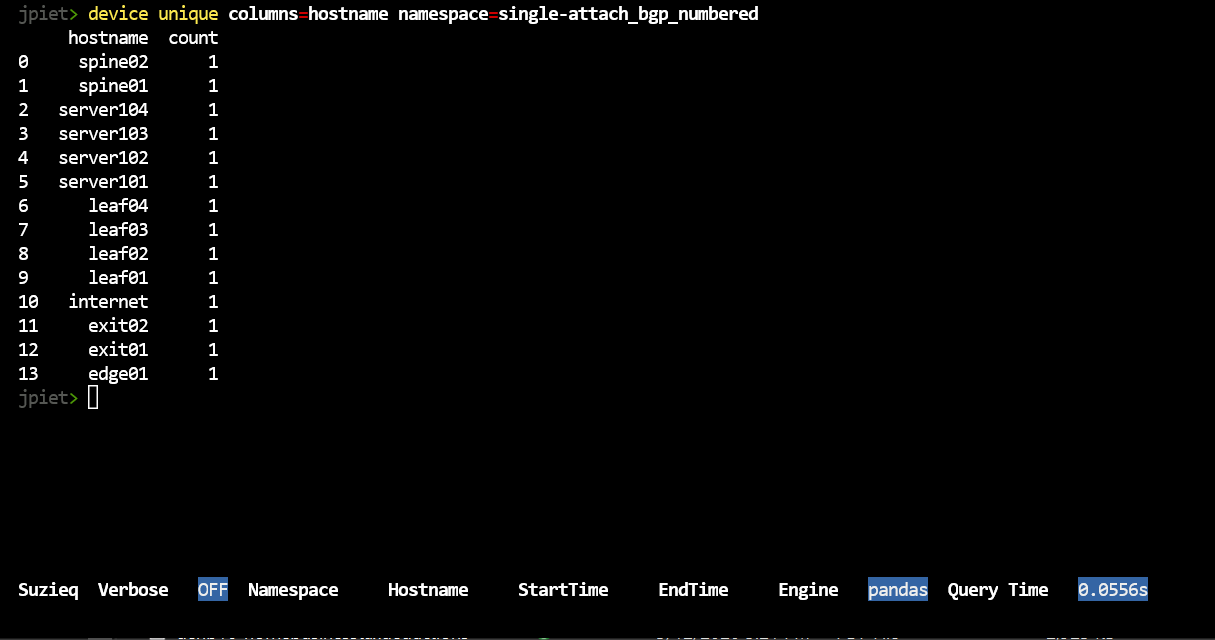 jpiet> device unique columns=hostname namespace=single-attach_bgp_numbered
hostname count
0 spine02 1
1 spine01 1
2 server104 1
3 server103 1
4 server102 1
5 server101 1
6 leaf04 1
7 leaf03 1
8 leaf02 1
9 leaf01 1
10 internet 1
11 exit02 1
12 exit01 1
13 edge01 1
jpiet>
Suzieq Verbose OFF Namespace Hostname StartTime EndTime Engine pandas Query Time 0.0556s